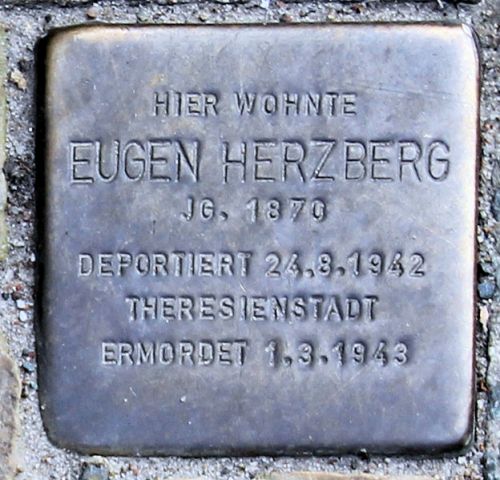 HIER WOHNTE
EUGEN HERZBERG
JG. 1870
DEPORTIERT 24.8.1942
THERESIENSTADT
ERMORDET 1.3.1943